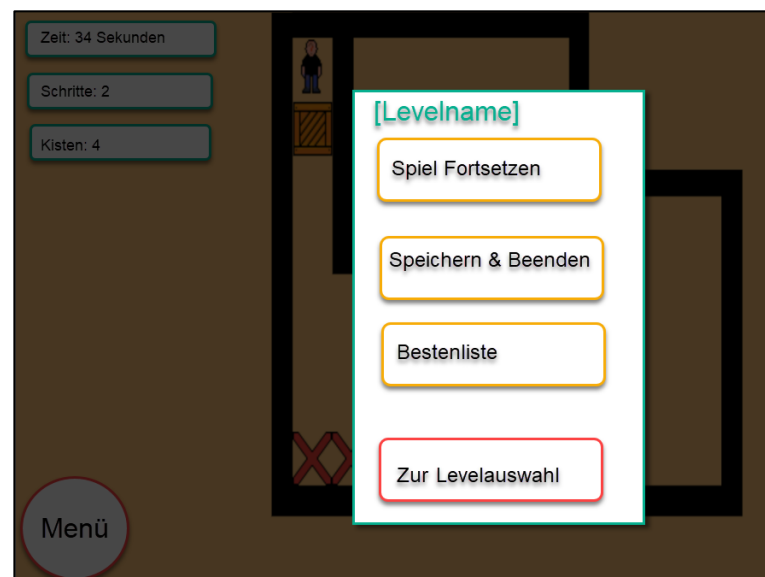 Zeit: 34 Sekunden
Schritte: 2
Kisten: 4
[Levelname]
Spiel Fortsetzen
Speichern & Beenden
Bestenliste
Zur Levelauswahl
Menü